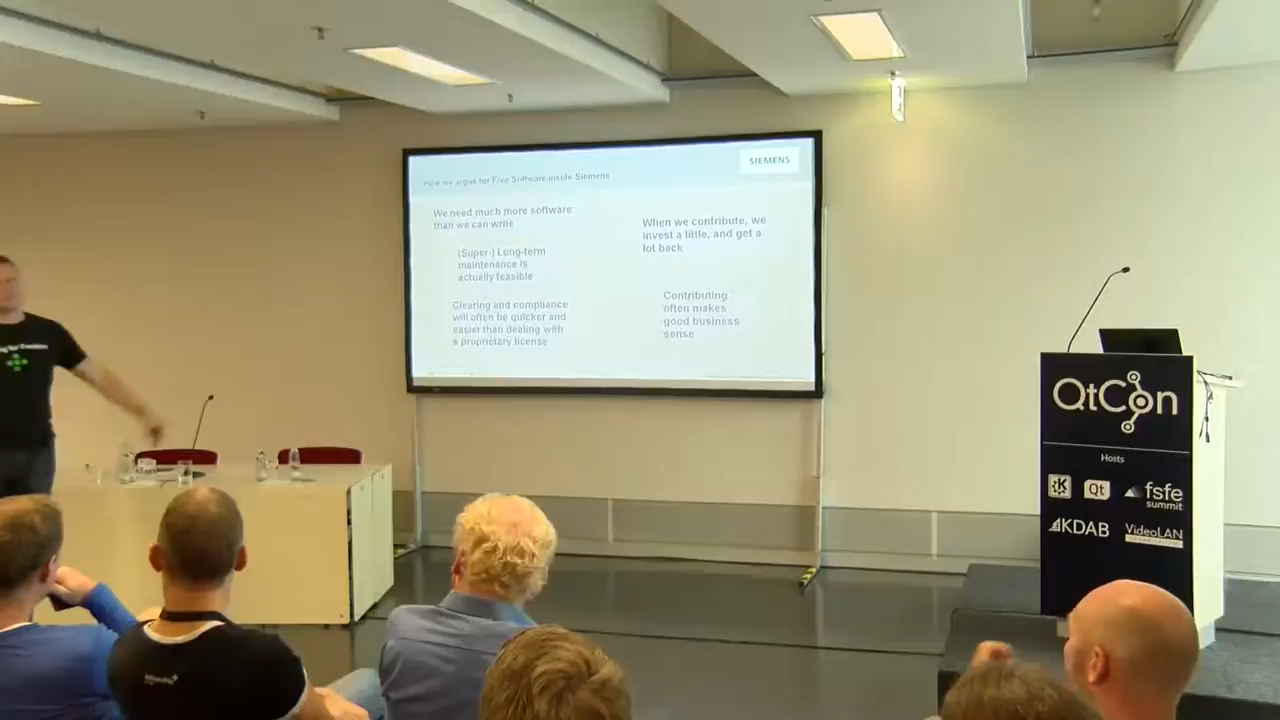 How we argue for Free Software inside Siemens
SIEMENS
We need much more software
than we can write
(Super-) Long-term
maintenance is
actually feasible
Clearing and compliance
will often be quicker and
easier than dealing with
a proprietary license
When we contribute, we
invest a little, and get a
lot back
Contributing
often makes
good business
sense
QtCon
Hosts
Qt
fsfe
summit
KDAB
VideoLAN